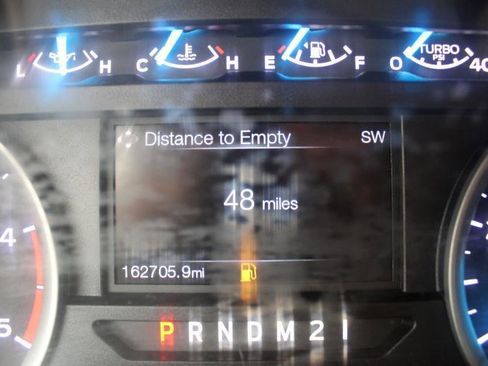 L H C H E F O TURBO PSI 40
Distance to Empty SW
48 miles
4
162705.9mi
5
P R N D M 2 1